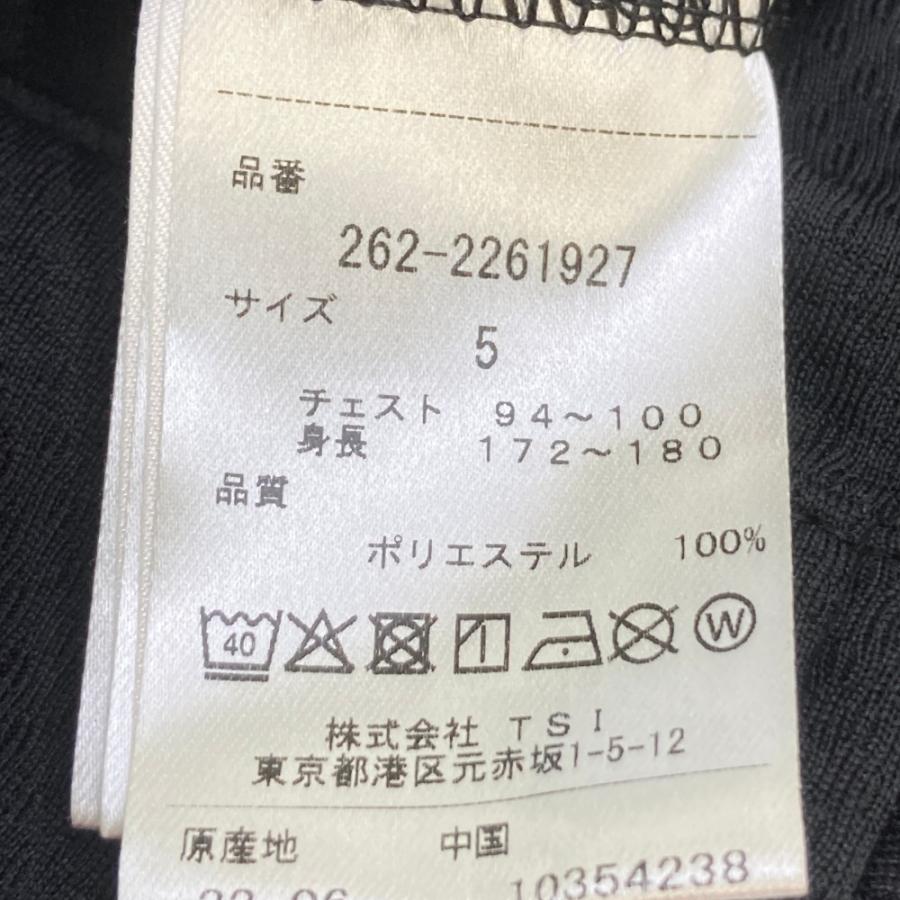 品番
262-2261927
サイズ
5
チェスト 94～100
身長 172～180
品質
ポリエステル 100%
40
W
株式会社 TSI
東京都港区元赤坂1-5-12
原産地 中国
10354238